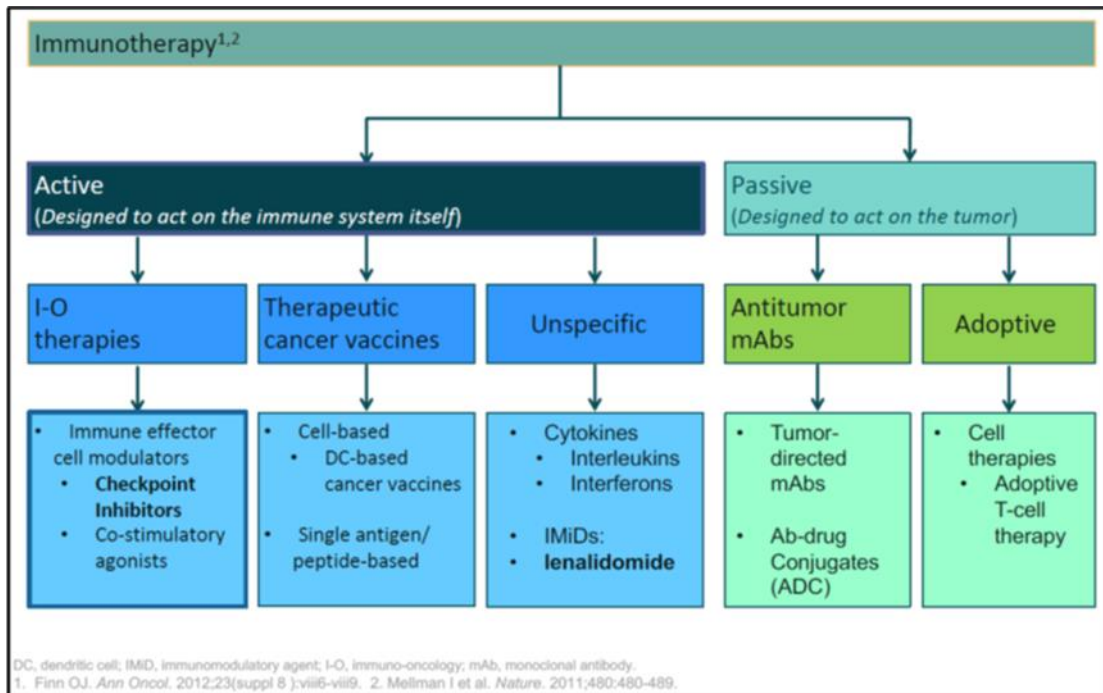 Immunotherapy1,2
Active
(Designed to act on the immune system itself)
Passive
(Designed to act on the tumor)
I-O
therapies
Therapeutic
cancer vaccines
Unspecific
Antitumor
mAbs
Adoptive
• Immune effector
cell modulators
• Checkpoint
Inhibitors
• Co-stimulatory
agonists
• Cell-based
• DC-based
cancer vaccines
• Single antigen/
peptide-based
• Cytokines
• Interleukins
• Interferons
• IMiDs:
• lenalidomide
• Tumor-
directed
mAbs
• Ab-drug
Conjugates
(ADC)
• Cell
therapies
• Adoptive
T-cell
therapy
DC, dendritic cell; IMiD, immunomodulatory agent; I-O, immuno-oncology; mAb, monoclonal antibody.
1. Finn OJ. Ann Oncol. 2012;23(suppl 8 ):viii6-viii9. 2. Mellman I et al. Nature. 2011;480:480-489.